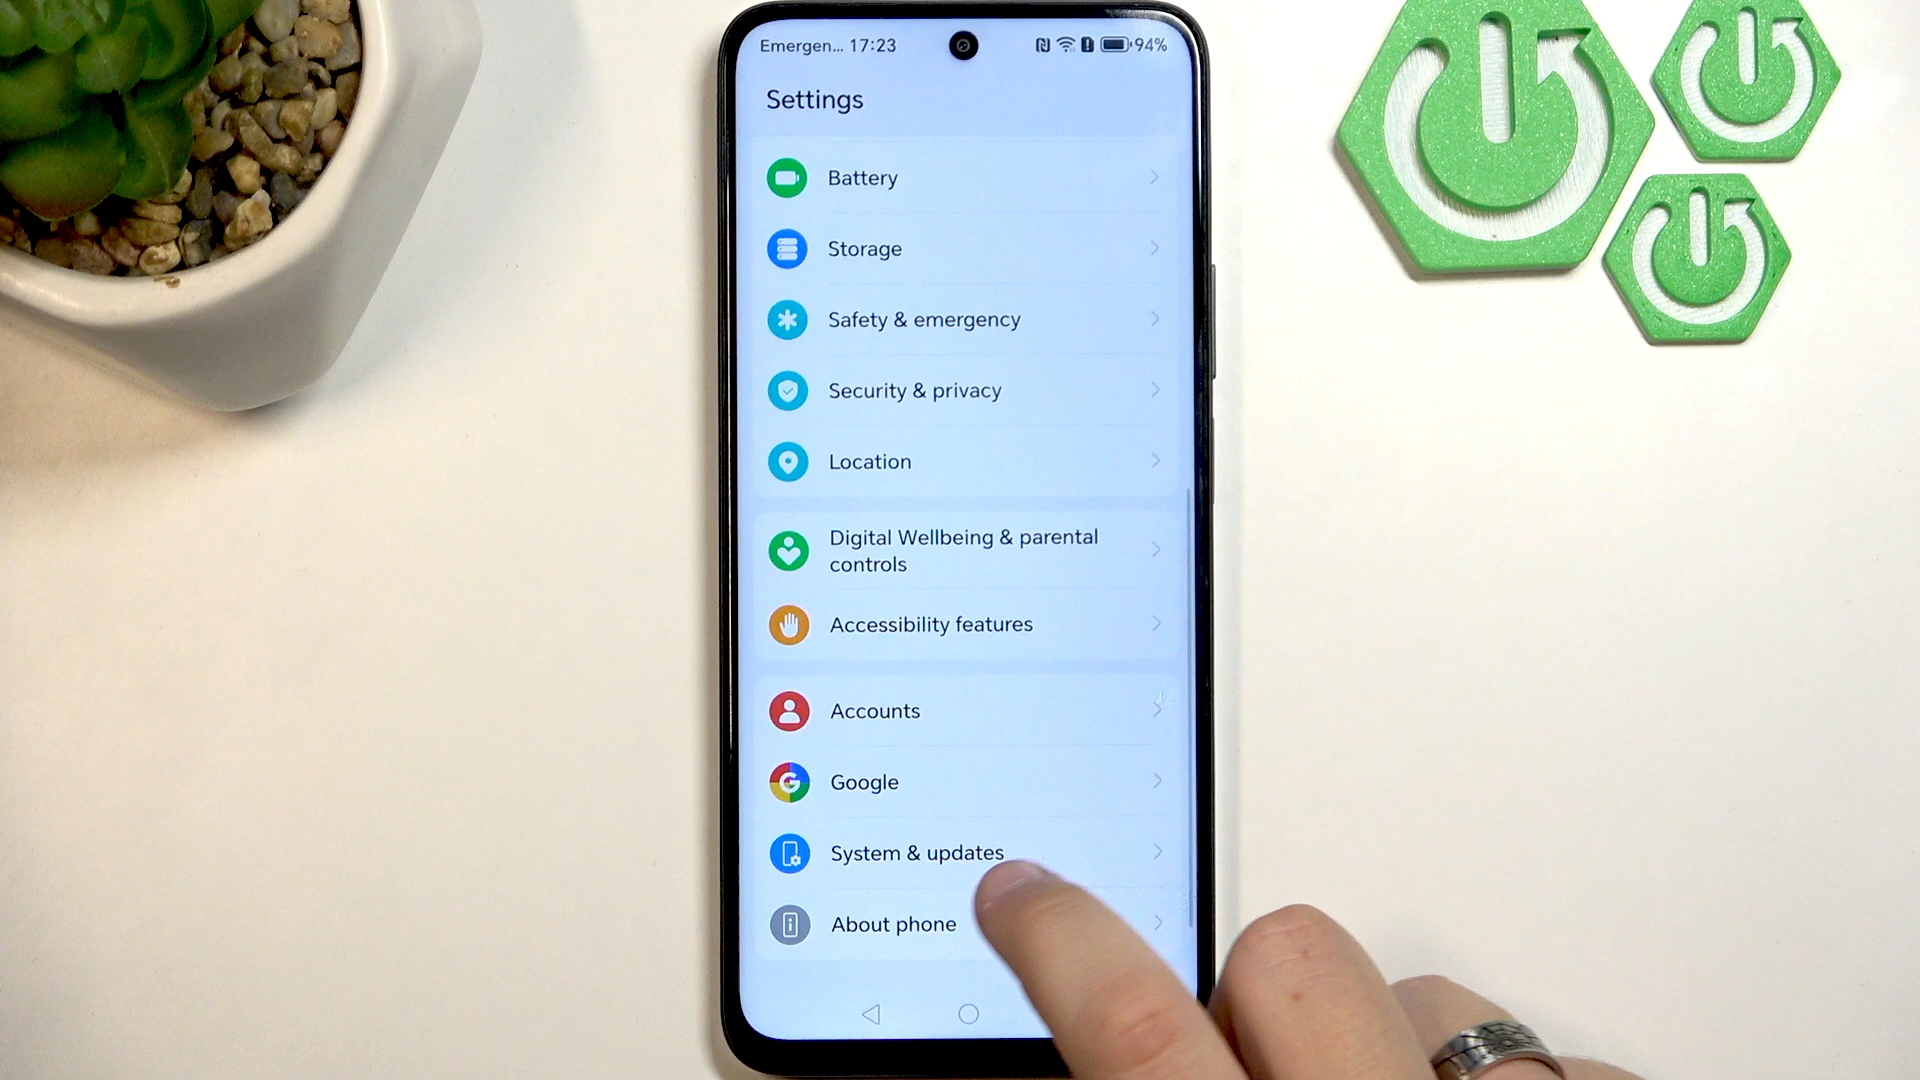 Emergen... 17:23
94%
Settings
Battery
Storage
Safety & emergency
Security & privacy
Location
Digital Wellbeing & parental
controls
Accessibility features
Accounts
Google
System & updates
About phone